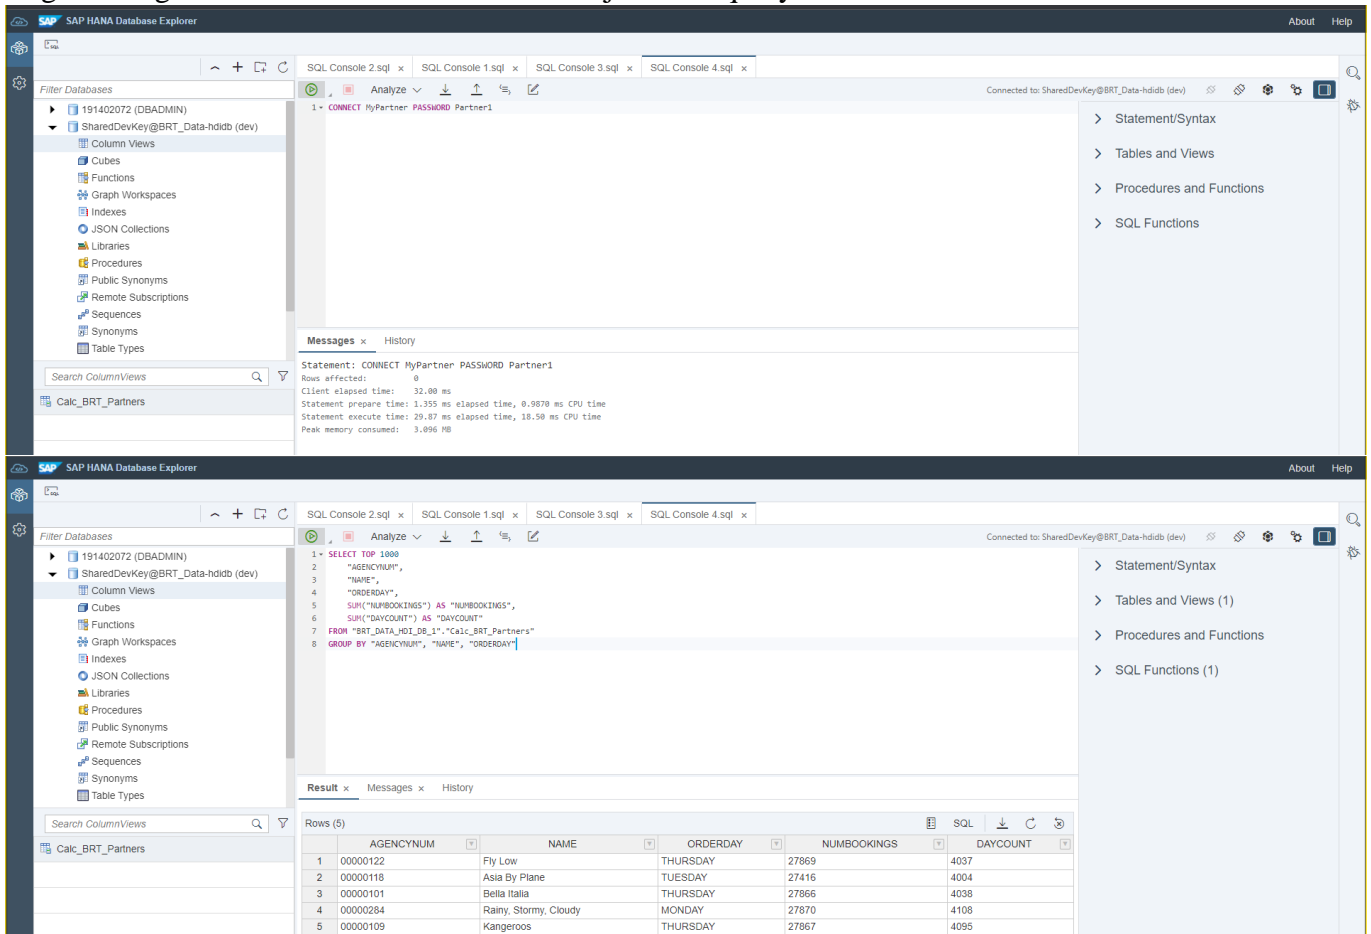 SAP SAP HANA Database Explorer About Help
SQL Console 2.sql × SQL Console 1.sql × SQL Console 3.sql × SQL Console 4.sql ×
Filter Databases
Analyze
Connected to: SharedDevKey@BRT_Data-hdidb (dev)
191402072 (DBADMIN)
SharedDevKey@BRT_Data-hdidb (dev)
Column Views
Cubes
Functions
Graph Workspaces
Indexes
JSON Collections
Libraries
Procedures
Public Synonyms
Remote Subscriptions
Sequences
Synonyms
Table Types
Search ColumnViews
Calc_BRT_Partners
1 CONNECT MyPartner PASSWORD Partner1
Statement/Syntax
Tables and Views
Procedures and Functions
SQL Functions
Messages × History
Statement: CONNECT MyPartner PASSWORD Partner1
Rows affected: 0
Client elapsed time: 32.00 ms
Statement prepare time: 1.355 ms elapsed time, 0.9870 ms CPU time
Statement execute time: 29.87 ms elapsed time, 18.50 ms CPU time
Peak memory consumed: 3.096 MB
SAP SAP HANA Database Explorer About Help
SQL Console 2.sql × SQL Console 1.sql × SQL Console 3.sql × SQL Console 4.sql ×
Filter Databases
Analyze
Connected to: SharedDevKey@BRT_Data-hdidb (dev)
191402072 (DBADMIN)
SharedDevKey@BRT_Data-hdidb (dev)
Column Views
Cubes
Functions
Graph Workspaces
Indexes
JSON Collections
Libraries
Procedures
Public Synonyms
Remote Subscriptions
Sequences
Synonyms
Table Types
Search ColumnViews
Calc_BRT_Partners
1 SELECT TOP 1000
2 "AGENCYNUM",
3 "NAME",
4 "ORDERDAY",
5 SUM("NUMBOOKINGS") AS "NUMBOOKINGS",
6 SUM("DAYCOUNT") AS "DAYCOUNT"
7 FROM "BRT_DATA_HDI_DB_1"."Calc_BRT_Partners"
8 GROUP BY "AGENCYNUM", "NAME", "ORDERDAY"
Statement/Syntax
Tables and Views (1)
Procedures and Functions
SQL Functions (1)
Result × Messages × History
Rows (5) SQL
AGENCYNUM NAME ORDERDAY NUMBOOKINGS DAYCOUNT
1 00000122 Fly Low THURSDAY 27869 4037
2 00000118 Asia By Plane TUESDAY 27416 4004
3 00000101 Bella Italia THURSDAY 27866 4038
4 00000284 Rainy, Stormy, Cloudy MONDAY 27870 4108
5 00000109 Kangeroos THURSDAY 27867 4095